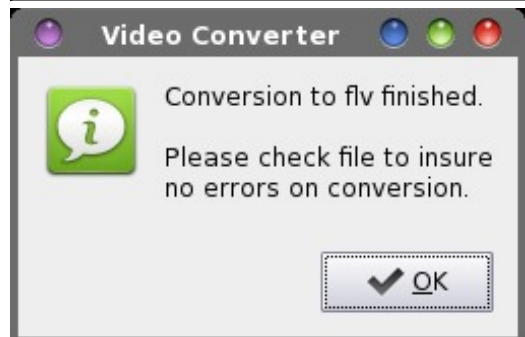 Video Converter
Conversion to flv finished.
Please check file to insure
no errors on conversion.
OK